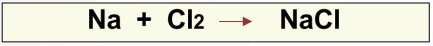 Na + Cl2 → NaCl